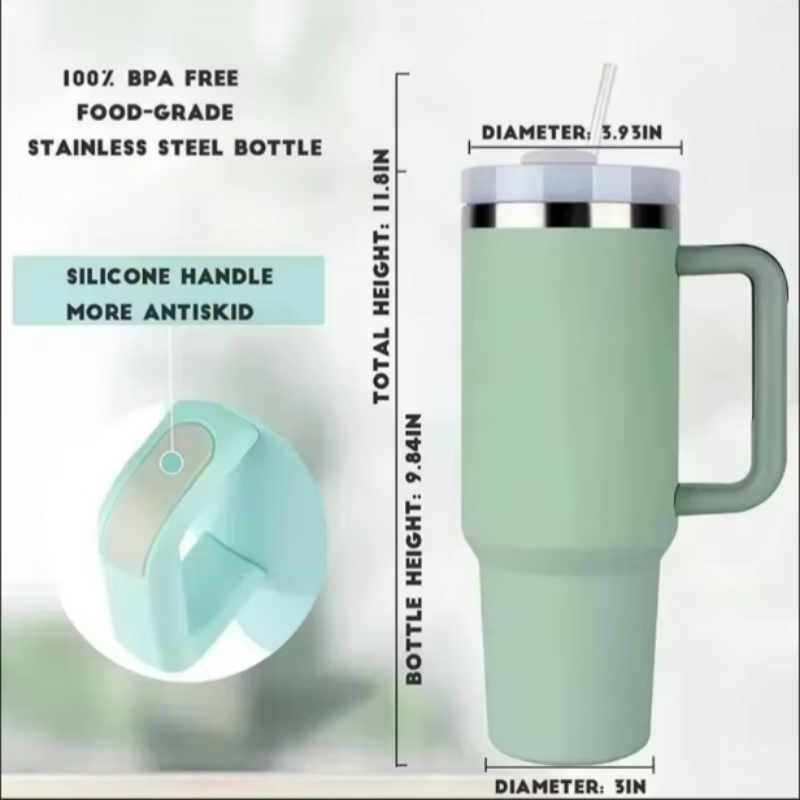 100% BPA FREE
FOOD-GRADE
STAINLESS STEEL BOTTLE
SILICONE HANDLE
MORE ANTISKID
TOTAL HEIGHT: 11.8IN
BOTTLE HEIGHT: 9.84IN
DIAMETER: 3.93IN
DIAMETER: 3IN